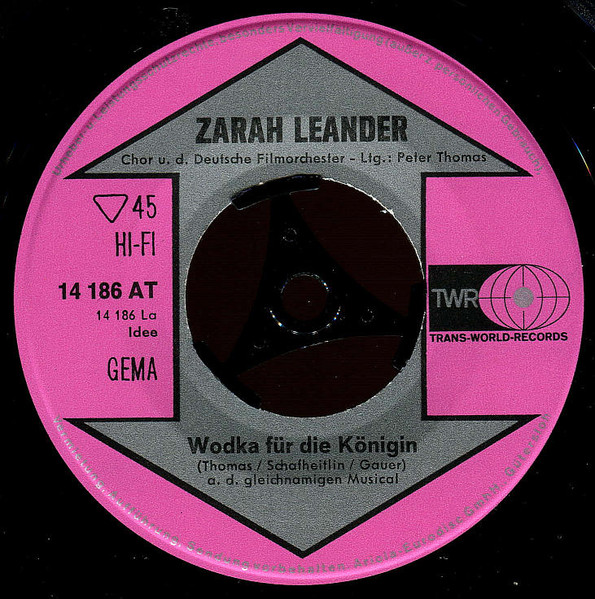 ZARAH LEANDER
Chor u. d. Deutsche Filmorchester - Ltg.: Peter Thomas
45
HI-FI
14 186 AT
14 186 La
Idee
GEMA
TWR
TRANS-WORLD-RECORDS
Wodka für die Königin
(Thomas / Schafheitlin / Gauer)
a. d. gleichnamigen Musical